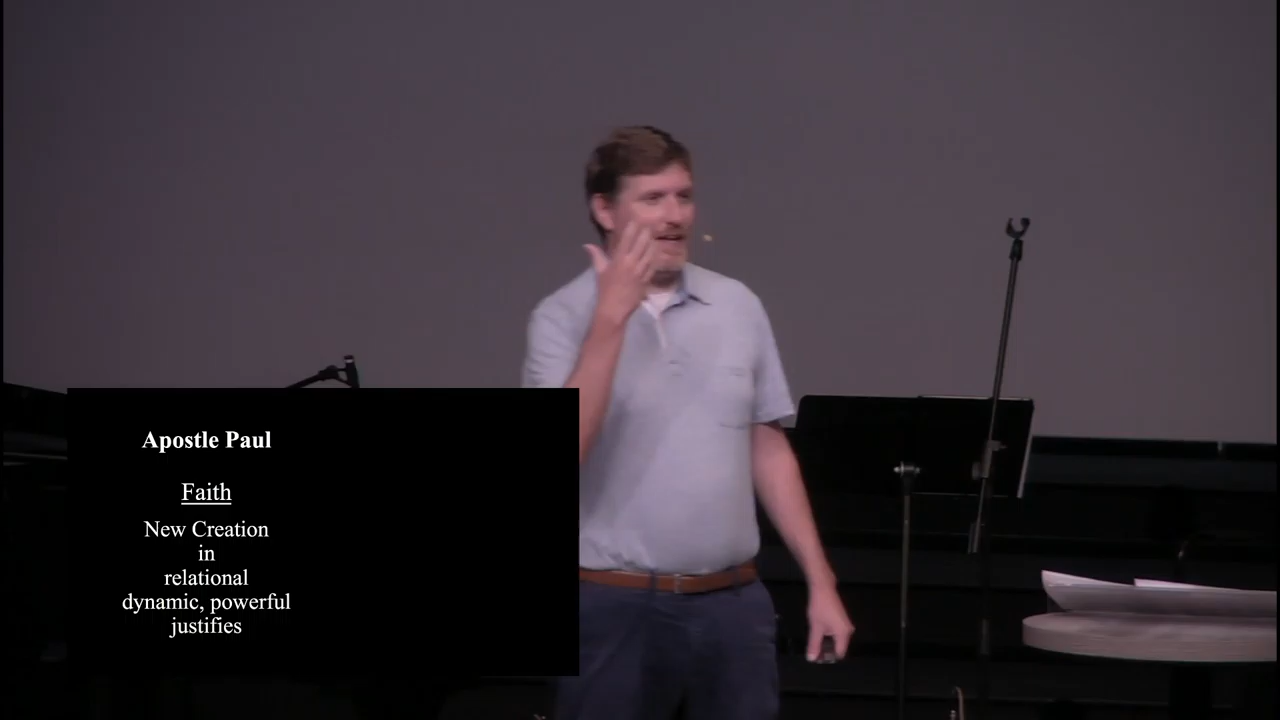 Apostle Paul
Faith
New Creation
in
relational
dynamic, powerful
justifies